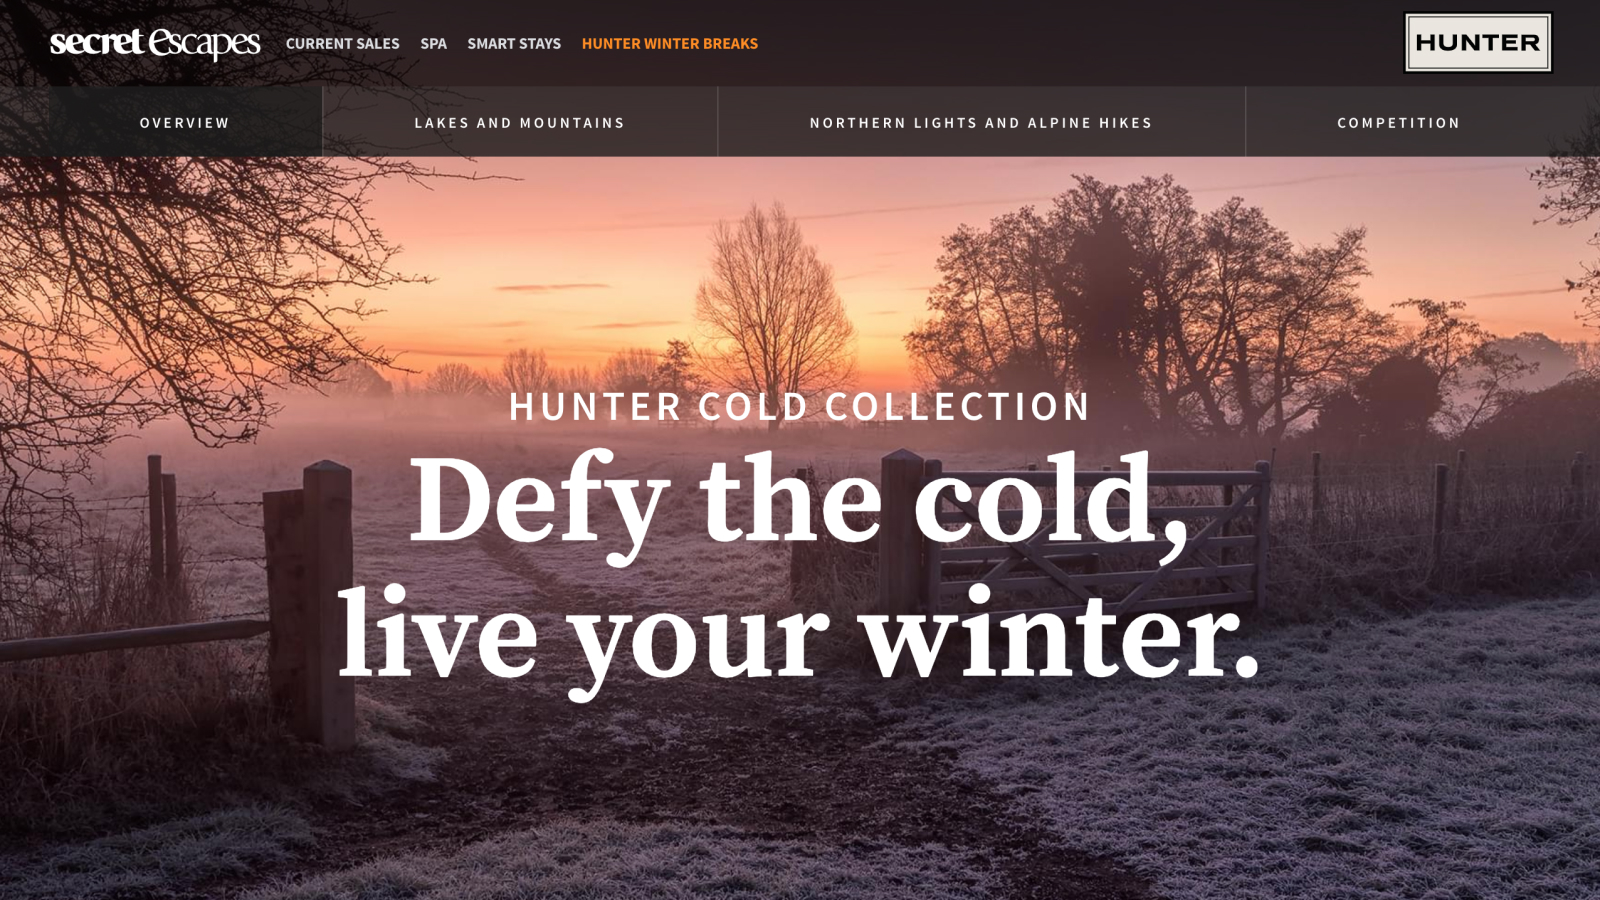 secret escapes
CURRENT SALES
SPA
SMART STAYS
HUNTER WINTER BREAKS
HUNTER
OVERVIEW
LAKES AND MOUNTAINS
NORTHERN LIGHTS AND ALPINE HIKES
COMPETITION
HUNTER COLD COLLECTION
Defy the cold,
live your winter.